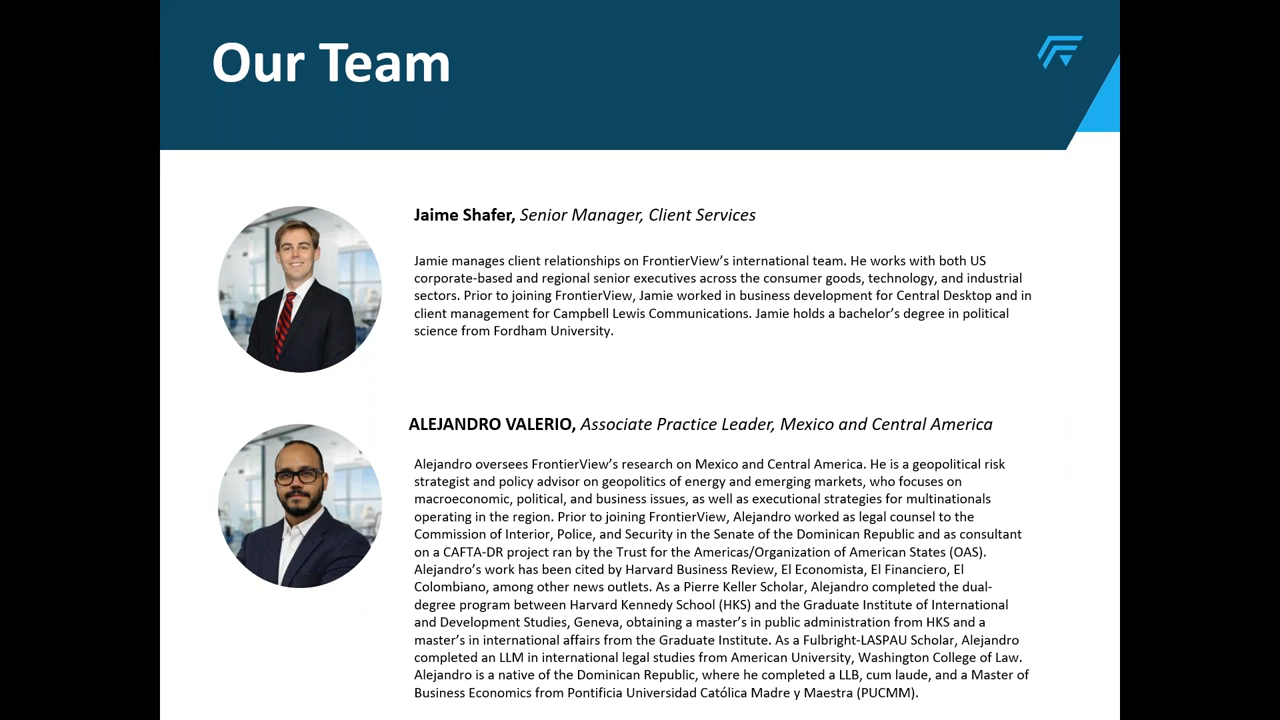 Our Team
Jaime Shafer, Senior Manager, Client Services
Jamie manages client relationships on FrontierView's international team. He works with both US
corporate-based and regional senior executives across the consumer goods, technology, and industrial
sectors. Prior to joining FrontierView, Jamie worked in business development for Central Desktop and in
client management for Campbell Lewis Communications. Jamie holds a bachelor's degree in political
science from Fordham University.
ALEJANDRO VALERIO, Associate Practice Leader, Mexico and Central America
Alejandro oversees FrontierView's research on Mexico and Central America. He is a geopolitical risk
strategist and policy advisor on geopolitics of energy and emerging markets, who focuses on
macroeconomic, political, and business issues, as well as executional strategies for multinationals
operating in the region. Prior to joining FrontierView, Alejandro worked as legal counsel to the
Commission of Interior, Police, and Security in the Senate of the Dominican Republic and as consultant
on a CAFTA-DR project ran by the Trust for the Americas/Organization of American States (OAS).
Alejandro's work has been cited by Harvard Business Review, El Economista, El Financiero, El
Colombiano, among other news outlets. As a Pierre Keller Scholar, Alejandro completed the dual-
degree program between Harvard Kennedy School (HKS) and the Graduate Institute of International
and Development Studies, Geneva, obtaining a master's in public administration from HKS and a
master's in international affairs from the Graduate Institute. As a Fulbright-LASPAU Scholar, Alejandro
completed an LLM in international legal studies from American University, Washington College of Law.
Alejandro is a native of the Dominican Republic, where he completed a LLB, cum laude, and a Master of
Business Economics from Pontificia Universidad Católica Madre y Maestra (PUCMM).